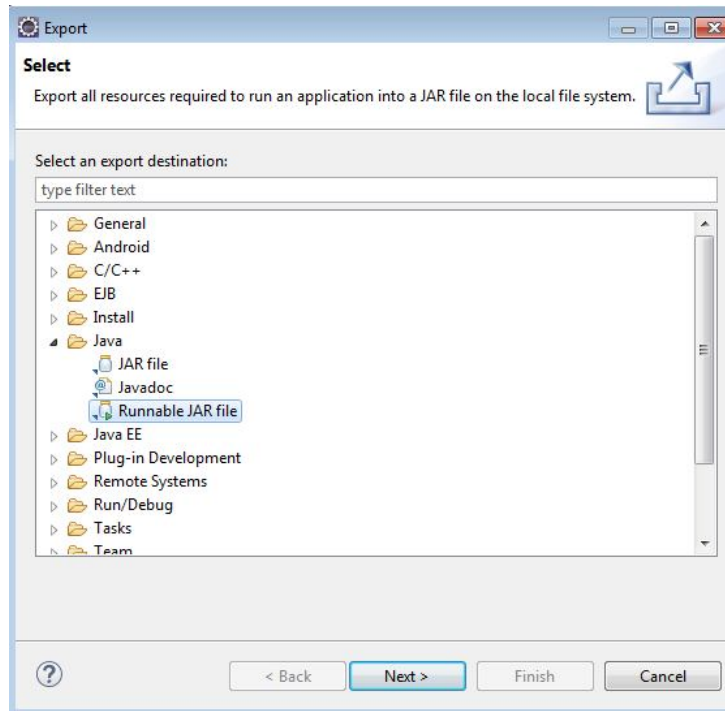 Export
Select
Export all resources required to run an application into a JAR file on the local file system.
Select an export destination:
type filter text
General
Android
C/C++
EJB
Install
Java
JAR file
Javadoc
Runnable JAR file
Java EE
Plug-in Development
Remote Systems
Run/Debug
Tasks
Team
?
< Back Next > Finish Cancel